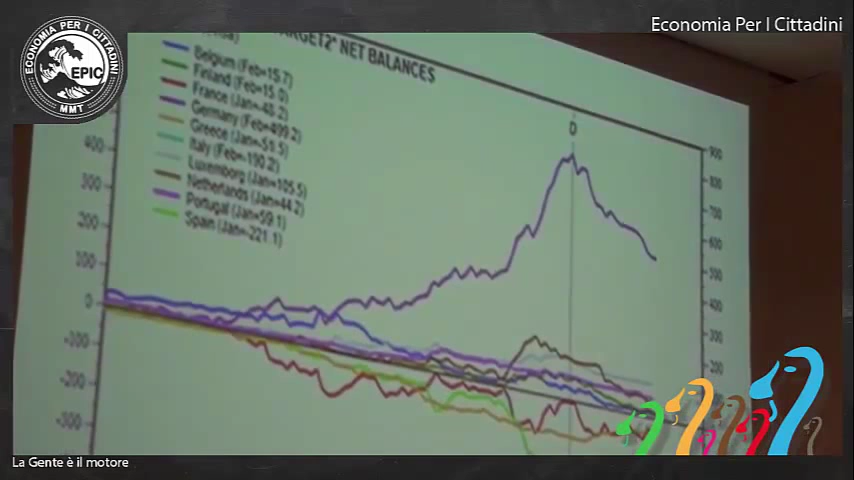 Economia Per I Cittadini
ECONOMIA PER I CITTADINI
EPIC
MMT
TARGET2* NET BALANCES
Belgium (Feb=15.7)
Finland (Feb=15.0)
France (Jan=-48.2)
Germany (Feb=499.2)
Greece (Jan=-51.5)
Italy (Feb=-190.2)
Luxemborg (Jan=105.5)
Netherlands (Jan=44.2)
Portugal (Jan=59.1)
Spain (Jan=-221.1)
D
400
300
200
100
0
-100
-200
-300
900
800
700
600
500
400
300
200
La Gente è il motore